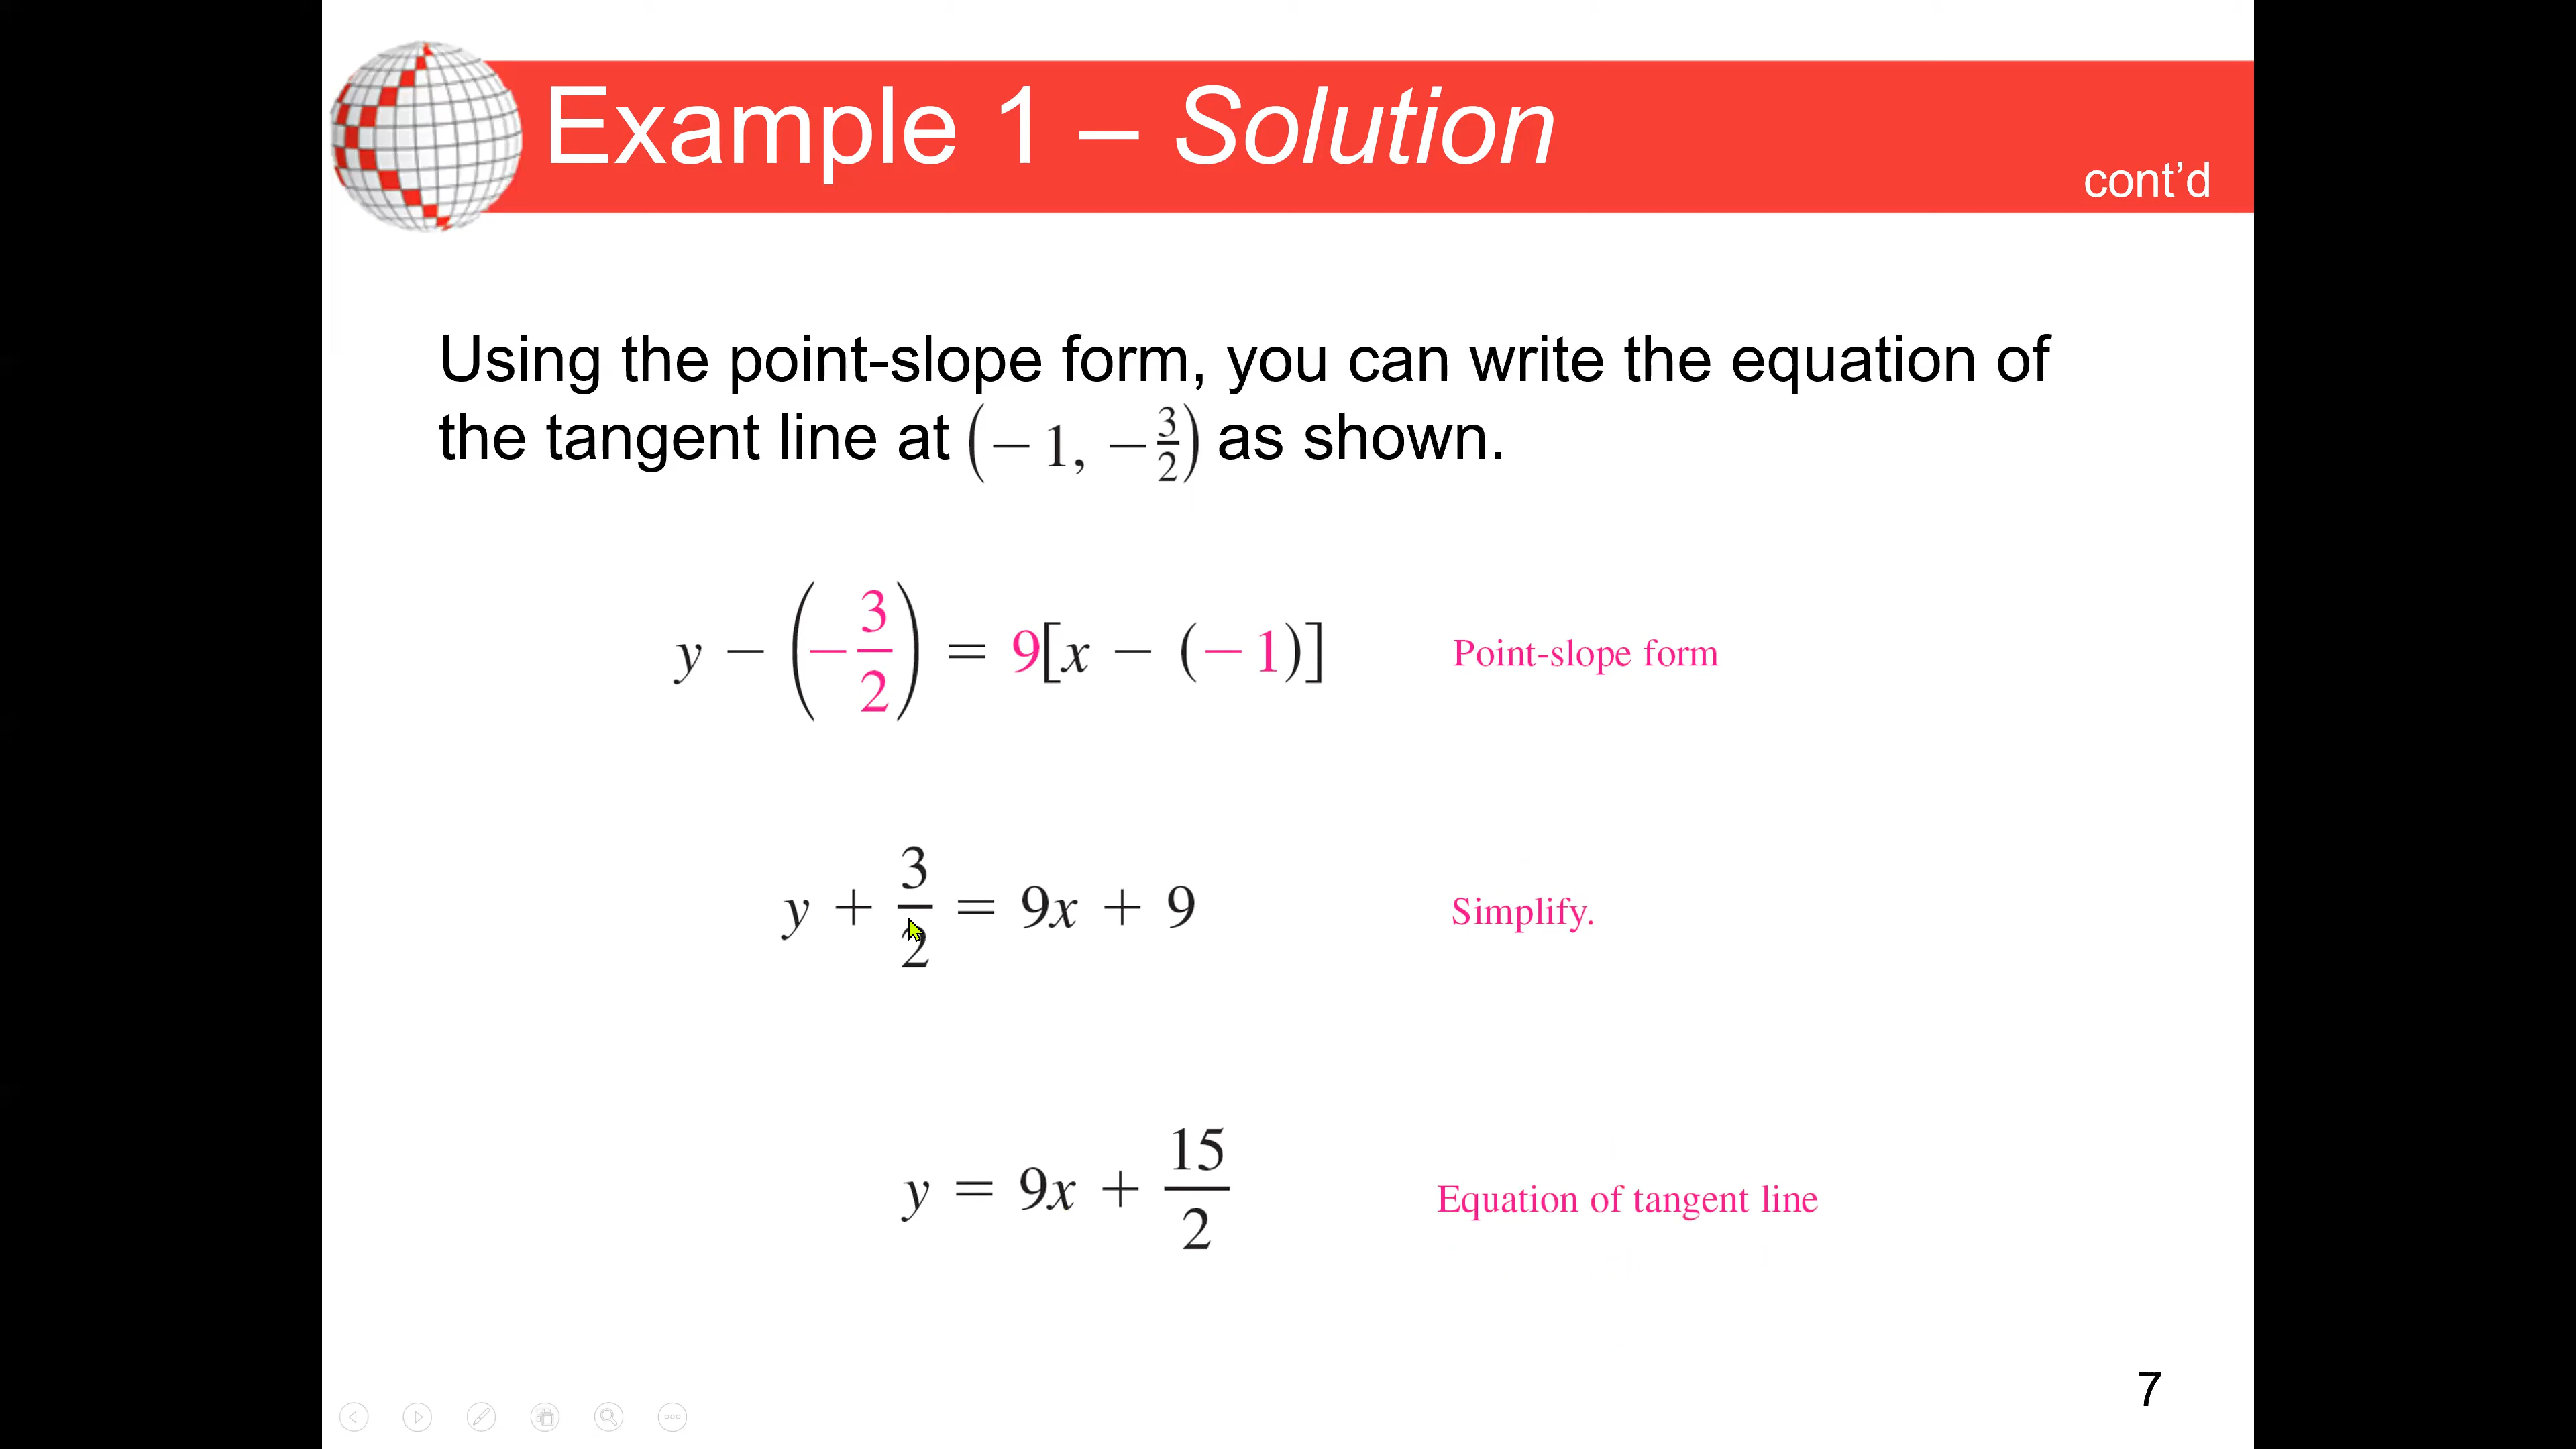 Example 1 – Solution
cont’d
Using the point-slope form, you can write the equation of
the tangent line at (− 1, − 3/2) as shown.
y − (− 3/2) = 9[x − (− 1)] Point-slope form
y + 3/2 = 9x + 9 Simplify.
y = 9x + 15/2 Equation of tangent line
7